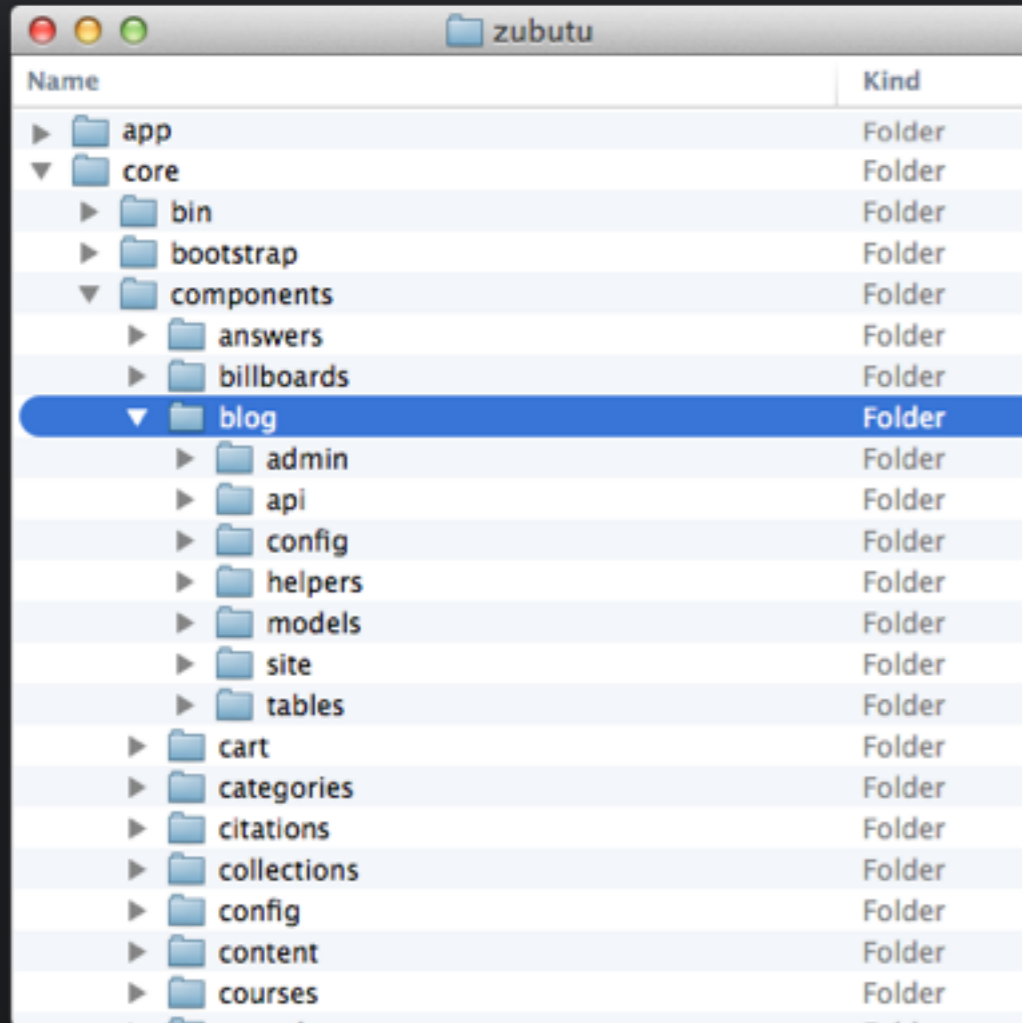 zubutu
Name Kind
app Folder
core Folder
bin Folder
bootstrap Folder
components Folder
answers Folder
billboards Folder
blog Folder
admin Folder
api Folder
config Folder
helpers Folder
models Folder
site Folder
tables Folder
cart Folder
categories Folder
citations Folder
collections Folder
config Folder
content Folder
courses Folder